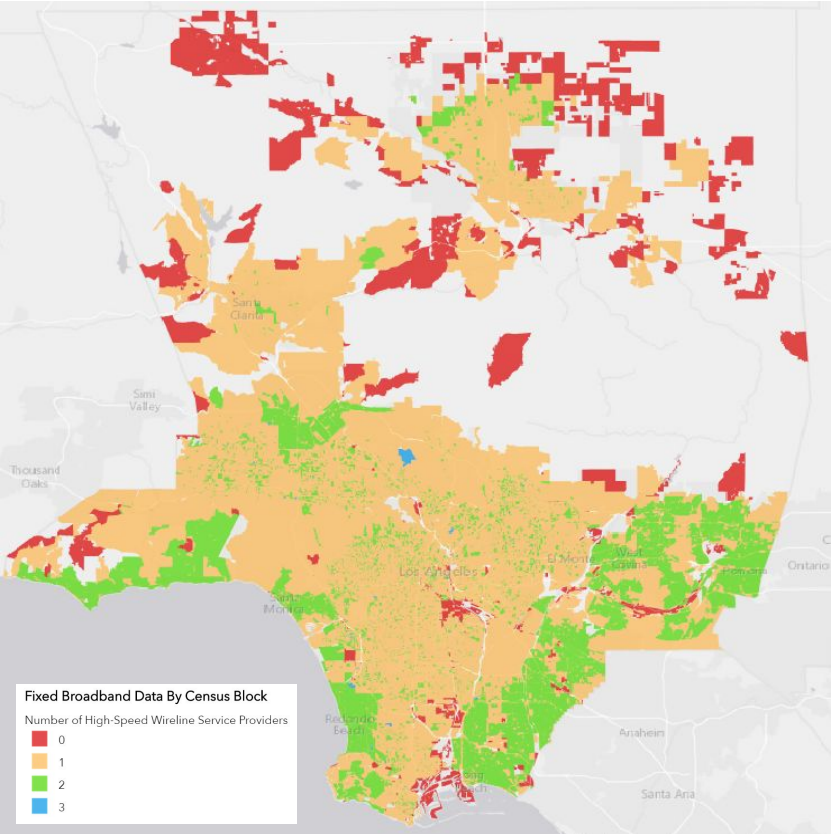 Santa
Clarita
Simi
Valley
Thousand
Oaks
Los Angeles
El Monte
West
Covina
Pomona
Ontario
Santa
Monica
Fixed Broadband Data By Census Block
Number of High-Speed Wireline Service Providers
0
1
2
3
Redondo
Beach
Anaheim
Long
Beach
Santa Ana